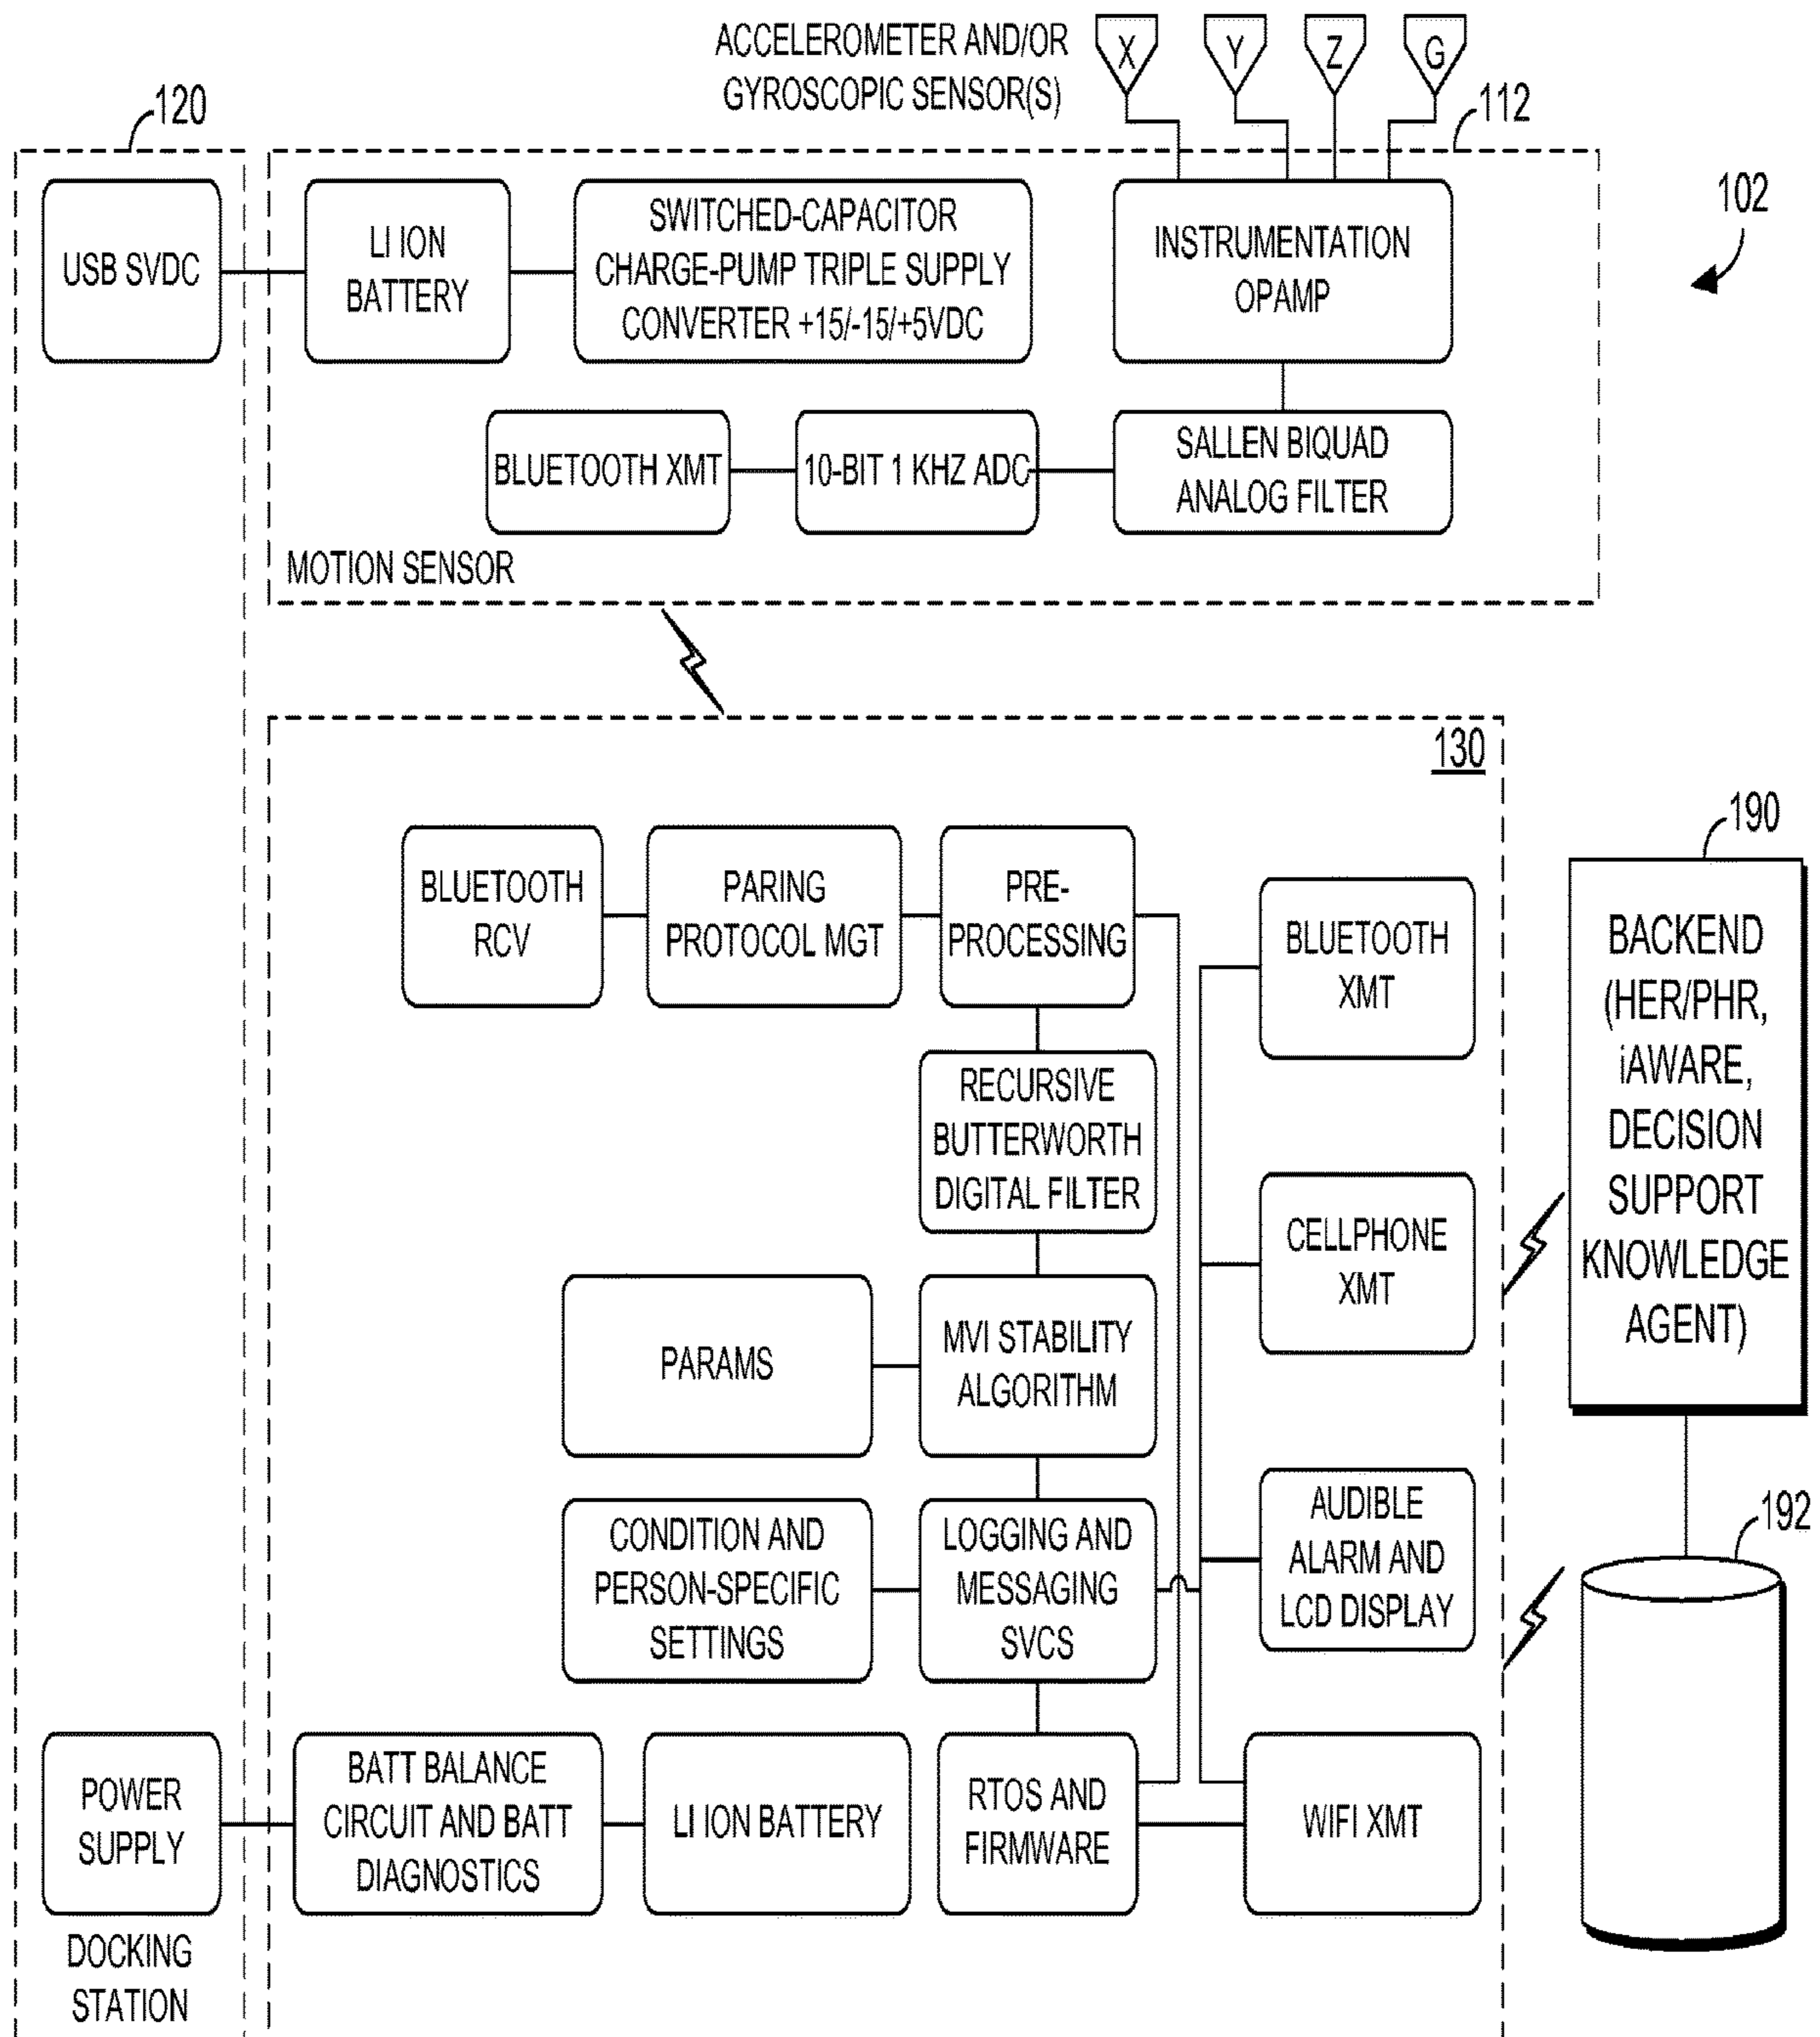 ACCELEROMETER AND/OR
GYROSCOPIC SENSOR(S)
X
Y
Z
G
120
112
102
USB SVDC
LI ION
BATTERY
SWITCHED-CAPACITOR
CHARGE-PUMP TRIPLE SUPPLY
CONVERTER +15/-15/+5VDC
INSTRUMENTATION
OPAMP
BLUETOOTH XMT
10-BIT 1 KHZ ADC
SALLEN BIQUAD
ANALOG FILTER
MOTION SENSOR
130
BLUETOOTH
RCV
PARING
PROTOCOL MGT
PRE-
PROCESSING
BLUETOOTH
XMT
RECURSIVE
BUTTERWORTH
DIGITAL FILTER
CELLPHONE
XMT
PARAMS
MVI STABILITY
ALGORITHM
CONDITION AND
PERSON-SPECIFIC
SETTINGS
LOGGING AND
MESSAGING
SVCS
AUDIBLE
ALARM AND
LCD DISPLAY
POWER
SUPPLY
BATT BALANCE
CIRCUIT AND BATT
DIAGNOSTICS
LI ION BATTERY
RTOS AND
FIRMWARE
WIFI XMT
DOCKING
STATION
190
BACKEND
(HER/PHR,
iAWARE,
DECISION
SUPPORT
KNOWLEDGE
AGENT)
192